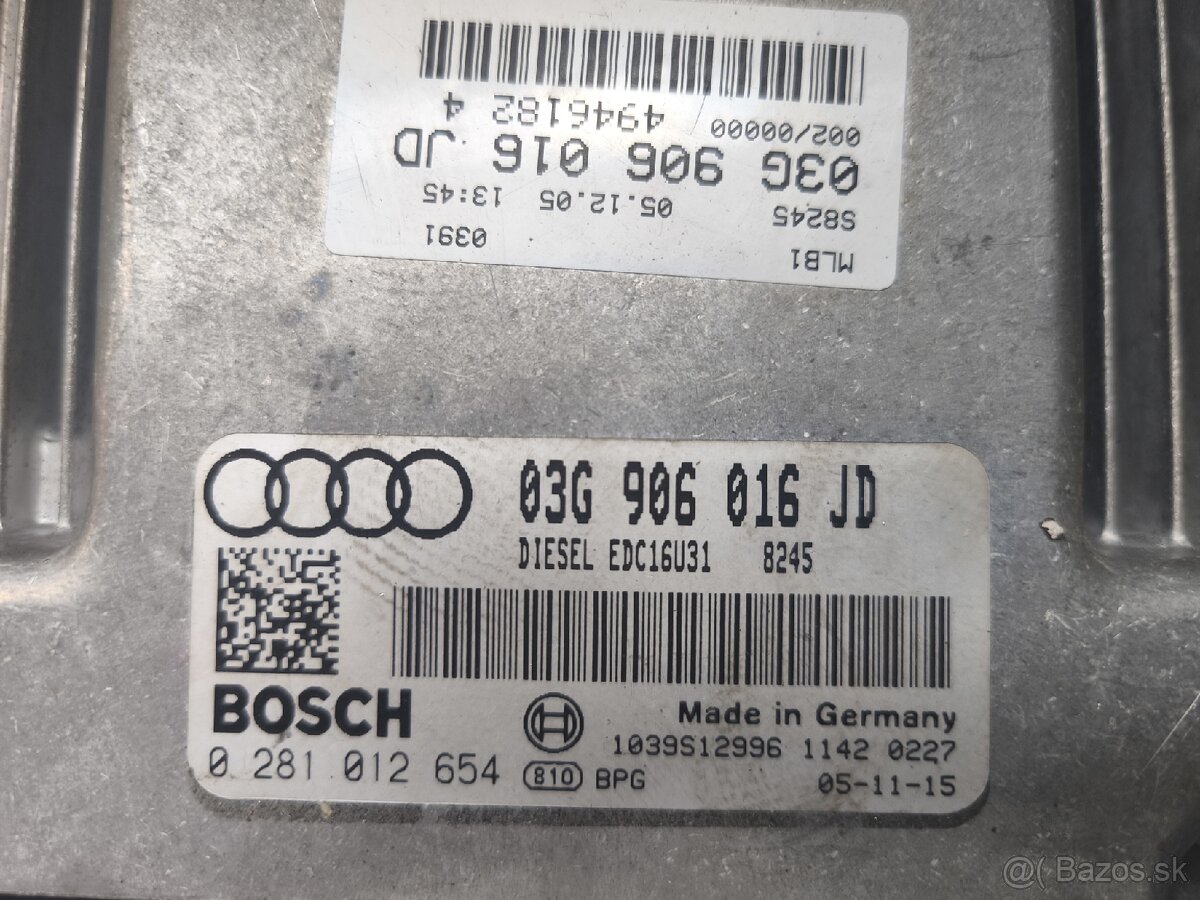 MLB1 0391
S8245 05.12.05 13:45
03G 906 016 JD
002/00000 4946182 4
03G 906 016 JD
DIESEL EDC16U31 8245
BOSCH
Made in Germany
1039S12996 1142 0227
0 281 012 654 810 BPG 05-11-15
@( Bazos.sk